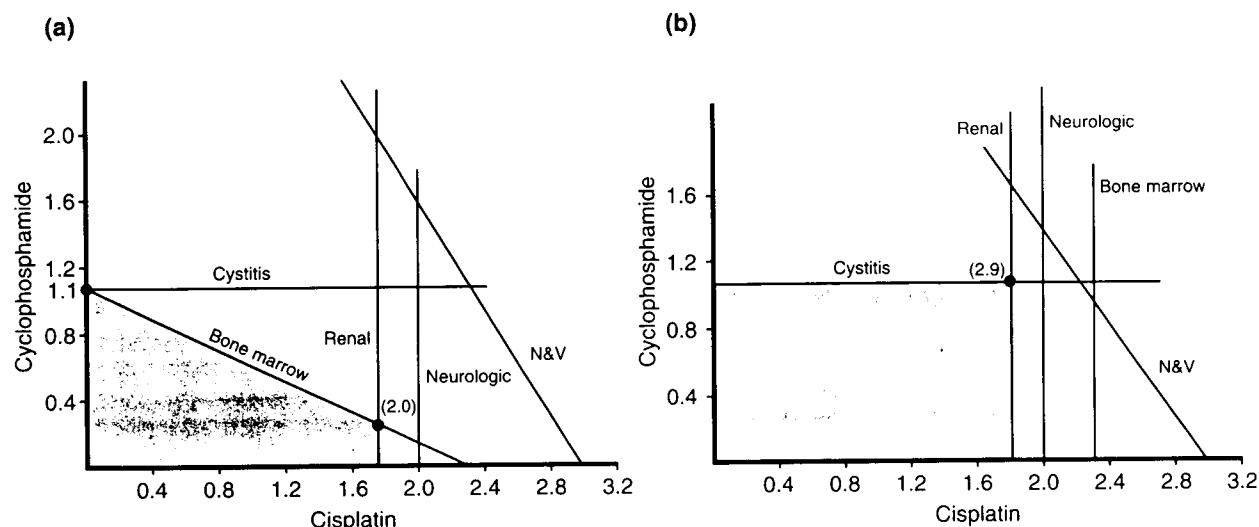 (a)
Cyclophosphamide
2.0
1.6
1.2
1.1
0.8
0.4
Cystitis
Bone marrow
Renal
Neurologic
N&V
(2.0)
0.4 0.8 1.2 1.6 2.0 2.4 2.8 3.2
Cisplatin
(b)
Cyclophosphamide
1.6
1.2
0.8
0.4
Renal
Neurologic
Bone marrow
Cystitis
(2.9)
N&V
0.4 0.8 1.2 1.6 2.0 2.4 2.8 3.2
Cisplatin